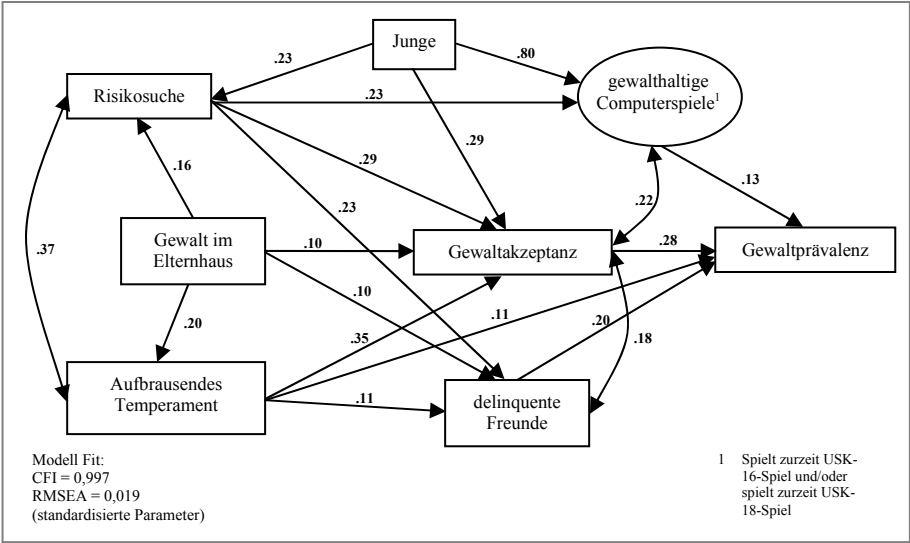 Junge
.23
.80
gewalthaltige
Computerspiele¹
Risikosuche
.23
.29
.16
.29
.13
.23
.22
Gewalt im
Elternhaus
.10
Gewaltakzeptanz
.28
Gewaltprävalenz
.37
.10
.11
.20
.20
.35
.18
Aufbrausendes
Temperament
.11
delinquente
Freunde
Modell Fit:
CFI = 0,997
RMSEA = 0,019
(standardisierte Parameter)
1 Spielt zurzeit USK-
16-Spiel und/oder
spielt zurzeit USK-
18-Spiel